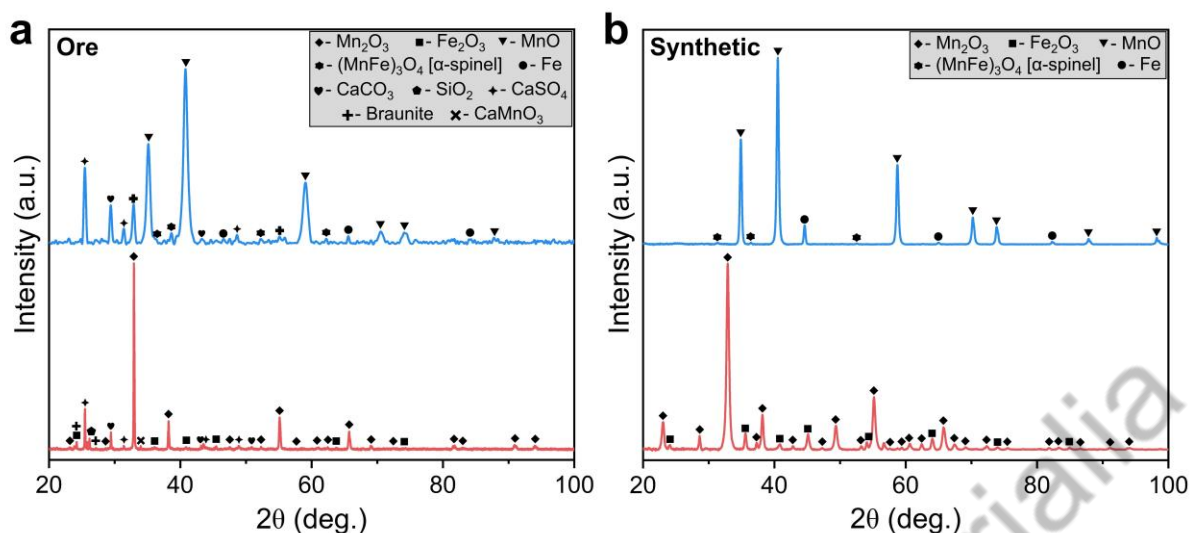 a
Ore
◆- Mn₂O₃ ■- Fe₂O₃ ▼- MnO
⬢- (MnFe)₃O₄ [α-spinel] ●- Fe
♥- CaCO₃ ⬟- SiO₂ ✦- CaSO₄
✚- Braunite ✖- CaMnO₃
Intensity (a.u.)
20 40 60 80 100
2θ (deg.)
b
Synthetic
◆- Mn₂O₃ ■- Fe₂O₃ ▼- MnO
⬢- (MnFe)₃O₄ [α-spinel] ●- Fe
Intensity (a.u.)
20 40 60 80 100
2θ (deg.)